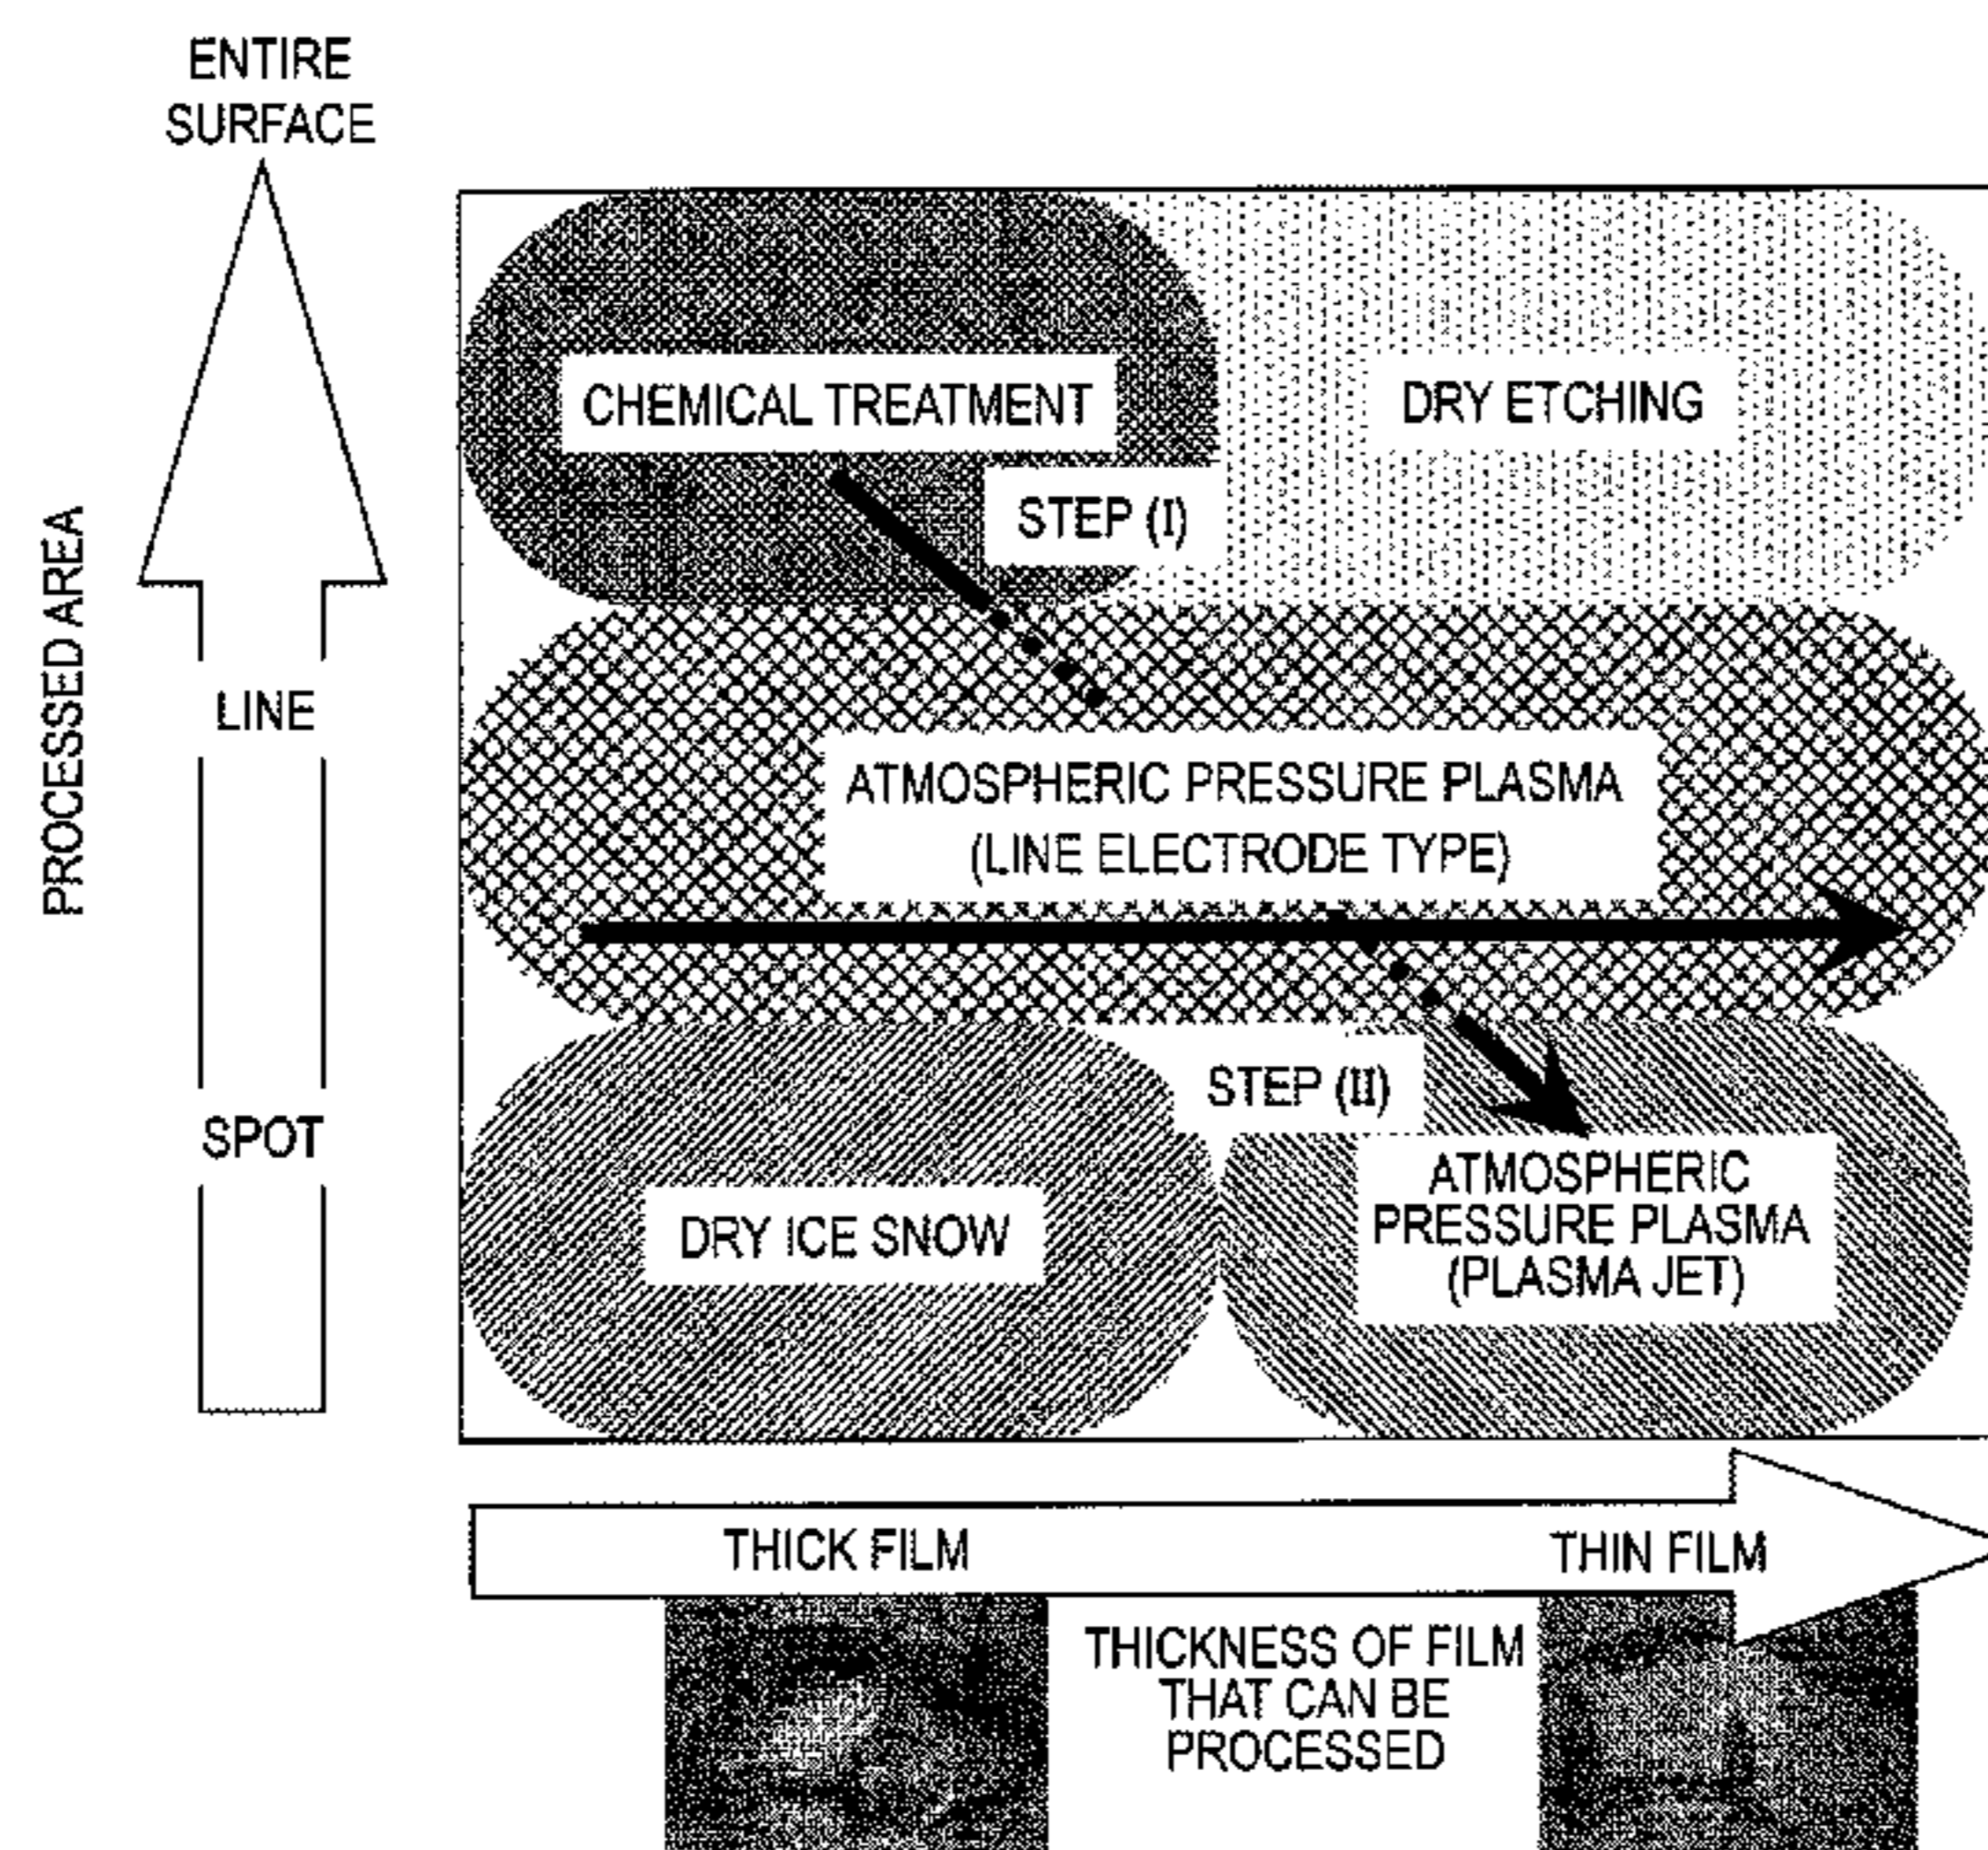 ENTIRE
SURFACE
PROCESSED AREA
LINE
SPOT
CHEMICAL TREATMENT
DRY ETCHING
STEP (I)
ATMOSPHERIC PRESSURE PLASMA
(LINE ELECTRODE TYPE)
STEP (II)
DRY ICE SNOW
ATMOSPHERIC
PRESSURE PLASMA
(PLASMA JET)
THICK FILM
THIN FILM
THICKNESS OF FILM
THAT CAN BE
PROCESSED